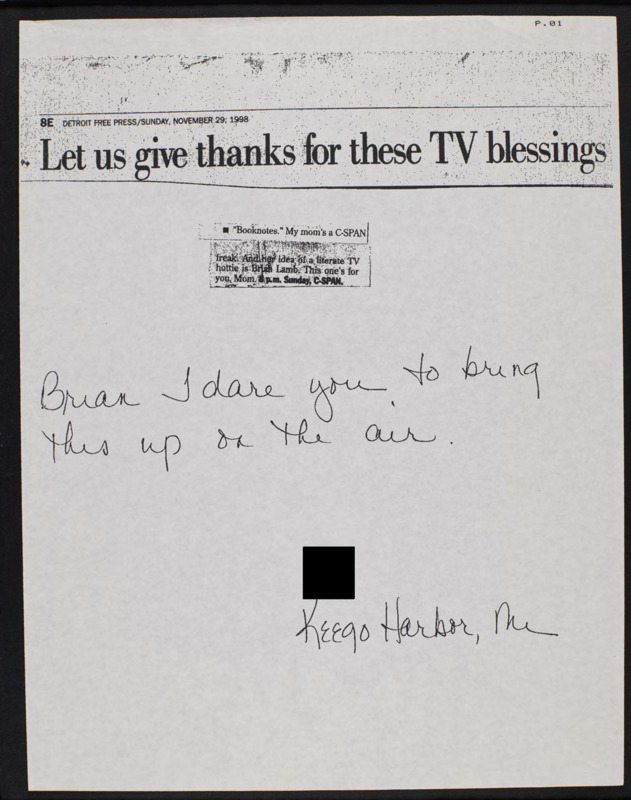 P.01
8E DETROIT FREE PRESS/SUNDAY, NOVEMBER 29, 1998
Let us give thanks for these TV blessings
■ "Booknotes." My mom's a C-SPAN
freak. And her idea of a literate TV
hottie is Brian Lamb. This one's for
you, Mom. 8 p.m. Sunday, C-SPAN.
Brian I dare you to bring
this up on the air.
Keego Harbor, Mi